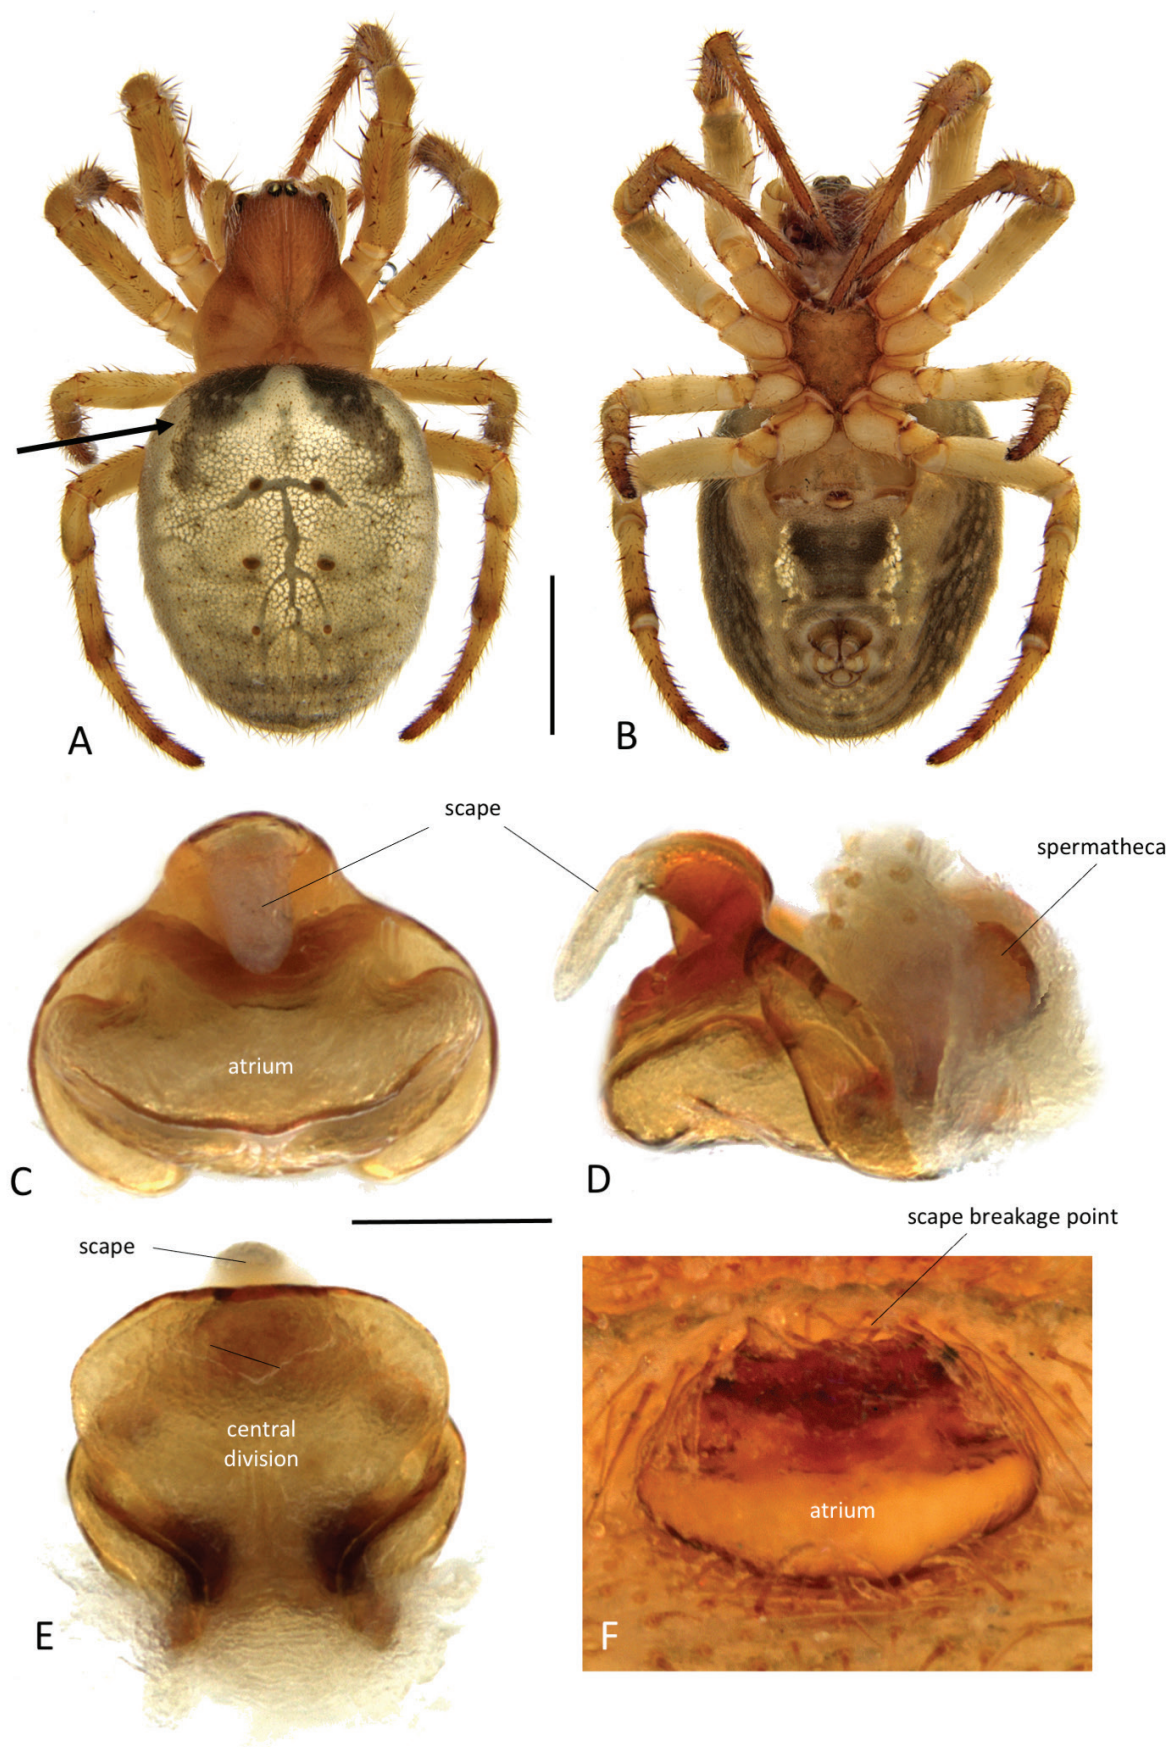 A
B
scape
spermatheca
atrium
C
D
scape breakage point
scape
central
division
atrium
E
F